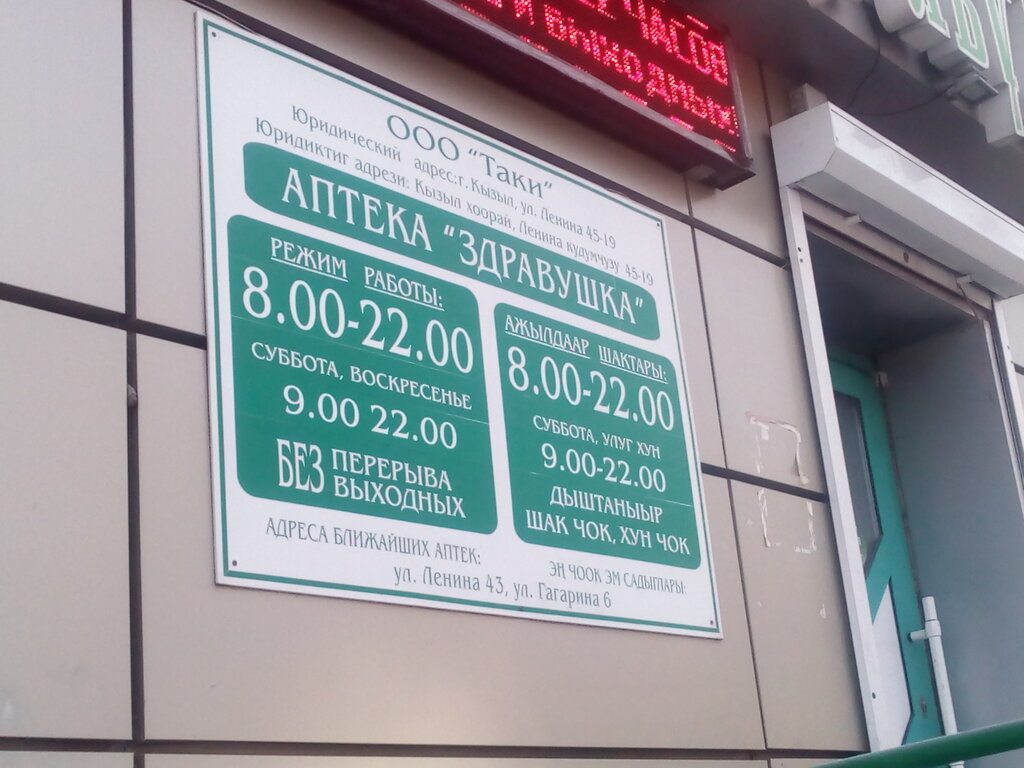 ЧАСОВ
И ВЫХОДНЫХ!
ООО "Таки"
Юридический адрес:г. Кызыл, ул. Ленина 45-19
Юридиктиг адрези: Кызыл хоорай, Ленина кудумчузу 45-19
АПТЕКА "ЗДРАВУШКА"
РЕЖИМ РАБОТЫ:
8.00-22.00
СУББОТА, ВОСКРЕСЕНЬЕ
9.00 22.00
БЕЗ ПЕРЕРЫВА
ВЫХОДНЫХ
АЖЫЛДААР ШАКТАРЫ:
8.00-22.00
СУББОТА, УЛУГ ХУН
9.00-22.00
ДЫШТАНЫЫР
ШАК ЧОК, ХУН ЧОК
АДРЕСА БЛИЖАЙШИХ АПТЕК:
ЭҢ ЧООК ЭМ САДЫГЛАРЫ:
ул. Ленина 43, ул. Гагарина 6